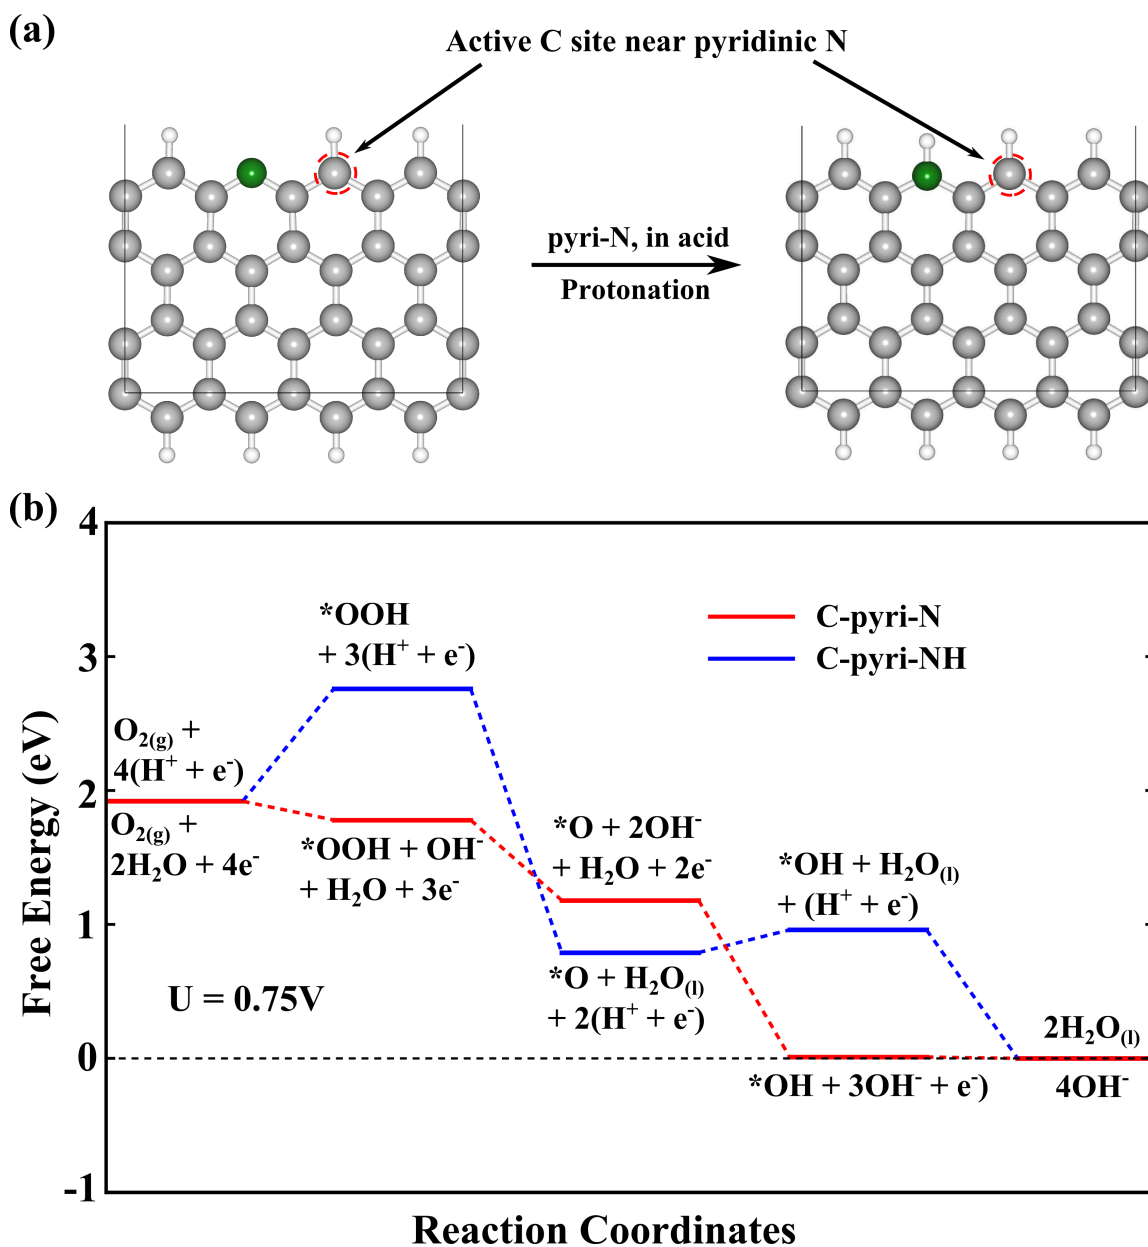 (a)
Active C site near pyridinic N
pyri-N, in acid
Protonation
(b)
4
3
2
1
0
-1
Free Energy (eV)
Reaction Coordinates
C-pyri-N
C-pyri-NH
*OOH
+ 3(H⁺ + e⁻)
O₂₍g₎ +
4(H⁺ + e⁻)
O₂₍g₎ +
2H₂O + 4e⁻
*OOH + OH⁻
+ H₂O + 3e⁻
*O + 2OH⁻
+ H₂O + 2e⁻
*O + H₂O₍l₎
+ 2(H⁺ + e⁻)
*OH + H₂O₍l₎
+ (H⁺ + e⁻)
U = 0.75V
*OH + 3OH⁻ + e⁻)
2H₂O₍l₎
4OH⁻